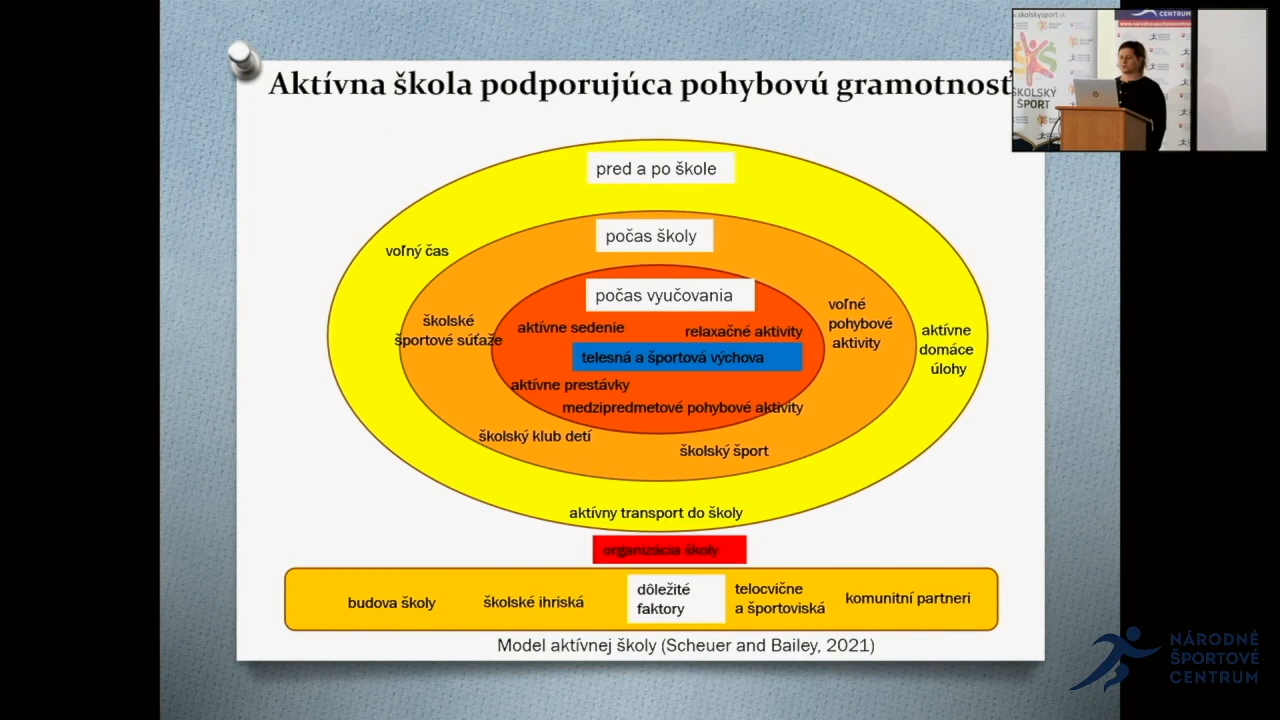 Aktívna škola podporujúca pohybovú gramotnosť
pred a po škole
voľný čas
počas školy
počas vyučovania
školské
športové súťaže
aktívne sedenie
relaxačné aktivity
telesná a športová výchova
aktívne prestávky
medzipredmetové pohybové aktivity
voľné
pohybové
aktivity
aktívne
domáce
úlohy
školský klub detí
školský šport
aktívny transport do školy
organizácia školy
budova školy
školské ihriská
dôležité
faktory
telocvične
a športoviská
komunitní partneri
Model aktívnej školy (Scheuer and Bailey, 2021)
ŠKOLSKÝ
ŠPORT
CENTRUM
NÁRODNÉ
ŠPORTOVÉ
CENTRUM